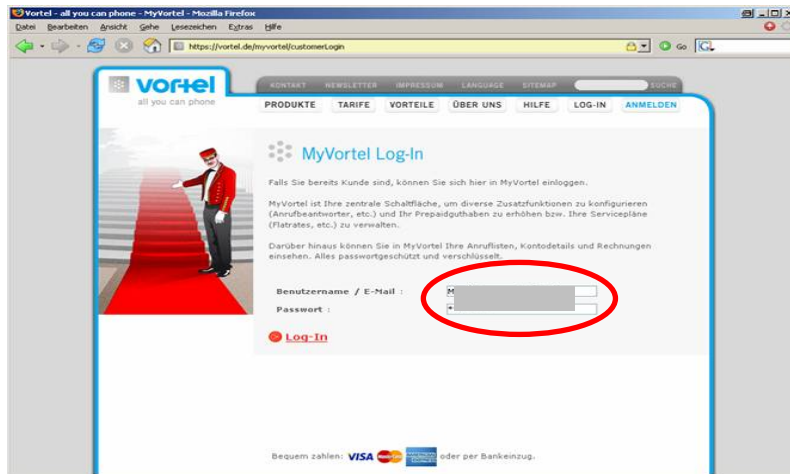 Vortel - all you can phone - MyVortel - Mozilla Firefox
Datei Bearbeiten Ansicht Gehe Lesezeichen Extras Hilfe
https://vortel.de/myvortel/customerLogin Go
vortel
all you can phone
KONTAKT NEWSLETTER IMPRESSUM LANGUAGE SITEMAP SUCHE
PRODUKTE TARIFE VORTEILE ÜBER UNS HILFE LOG-IN ANMELDEN
MyVortel Log-In
Falls Sie bereits Kunde sind, können Sie sich hier in MyVortel einloggen.
MyVortel ist Ihre zentrale Schaltfläche, um diverse Zusatzfunktionen zu konfigurieren
(Anrufbeantworter, etc.) und Ihr Prepaidguthaben zu erhöhen bzw. Ihre Servicepläne
(Flatrates, etc.) zu verwalten.
Darüber hinaus können Sie in MyVortel Ihre Anruflisten, Kontodetails und Rechnungen
einsehen. Alles passwortgeschützt und verschlüsselt.
Benutzername / E-Mail : M
Passwort : *
Log-In
Bequem zahlen: VISA MasterCard oder per Bankeinzug.